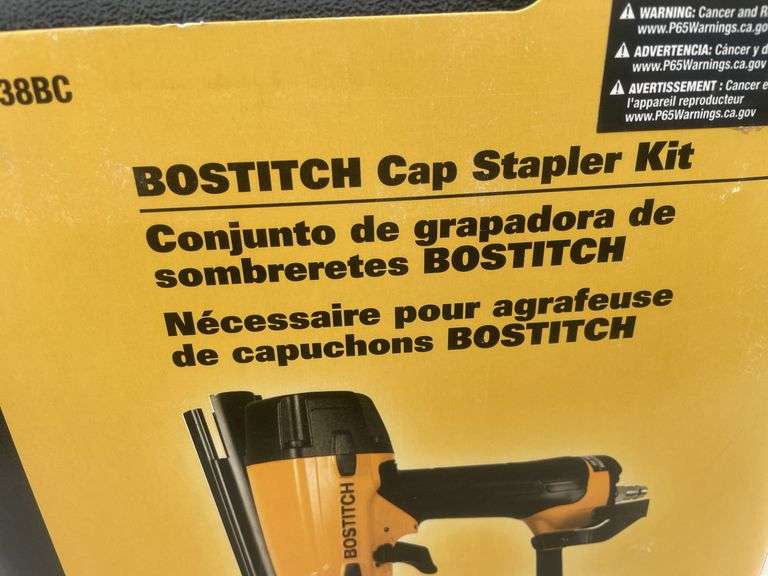 38BC
WARNING: Cancer and
www.P65Warnings.ca.go
ADVERTENCIA: Cáncer y d
www.P65Warnings.ca.gov
AVERTISSEMENT : Cancer e
l'appareil reproducteur
www.P65Warnings.ca.gov
BOSTITCH Cap Stapler Kit
Conjunto de grapadora de
sombreretes BOSTITCH
Nécessaire pour agrafeuse
de capuchons BOSTITCH
BOSTITCH